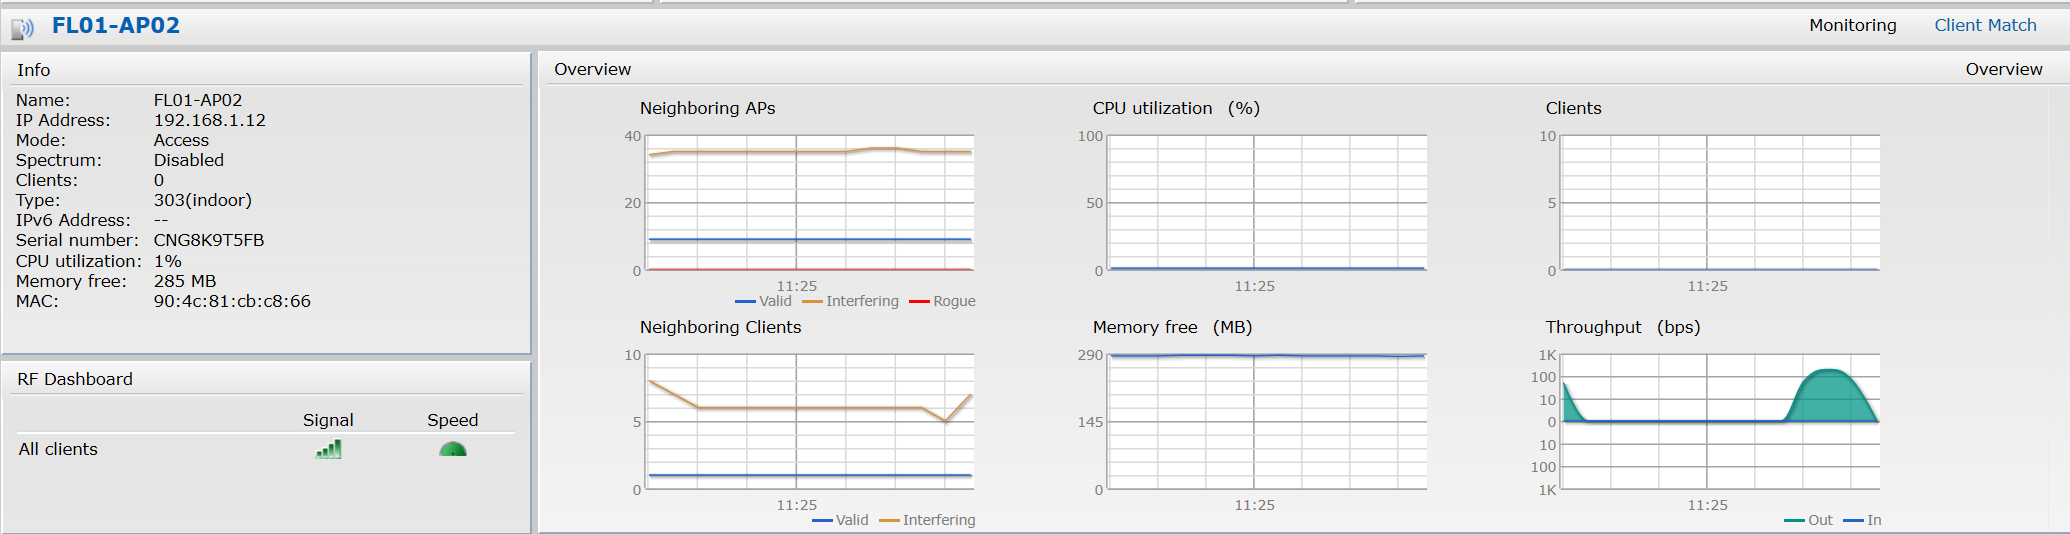 FL01-AP02
Monitoring Client Match
Info
Name: FL01-AP02
IP Address: 192.168.1.12
Mode: Access
Spectrum: Disabled
Clients: 0
Type: 303(indoor)
IPv6 Address: --
Serial number: CNG8K9T5FB
CPU utilization: 1%
Memory free: 285 MB
MAC: 90:4c:81:cb:c8:66
RF Dashboard
Signal Speed
All clients
Overview Overview
Neighboring APs
40
20
0
11:25
Valid Interfering Rogue
CPU utilization (%)
100
50
0
11:25
Clients
10
5
0
11:25
Neighboring Clients
10
5
0
11:25
Valid Interfering
Memory free (MB)
290
145
0
11:25
Throughput (bps)
1K
100
10
0
10
100
1K
11:25
Out In